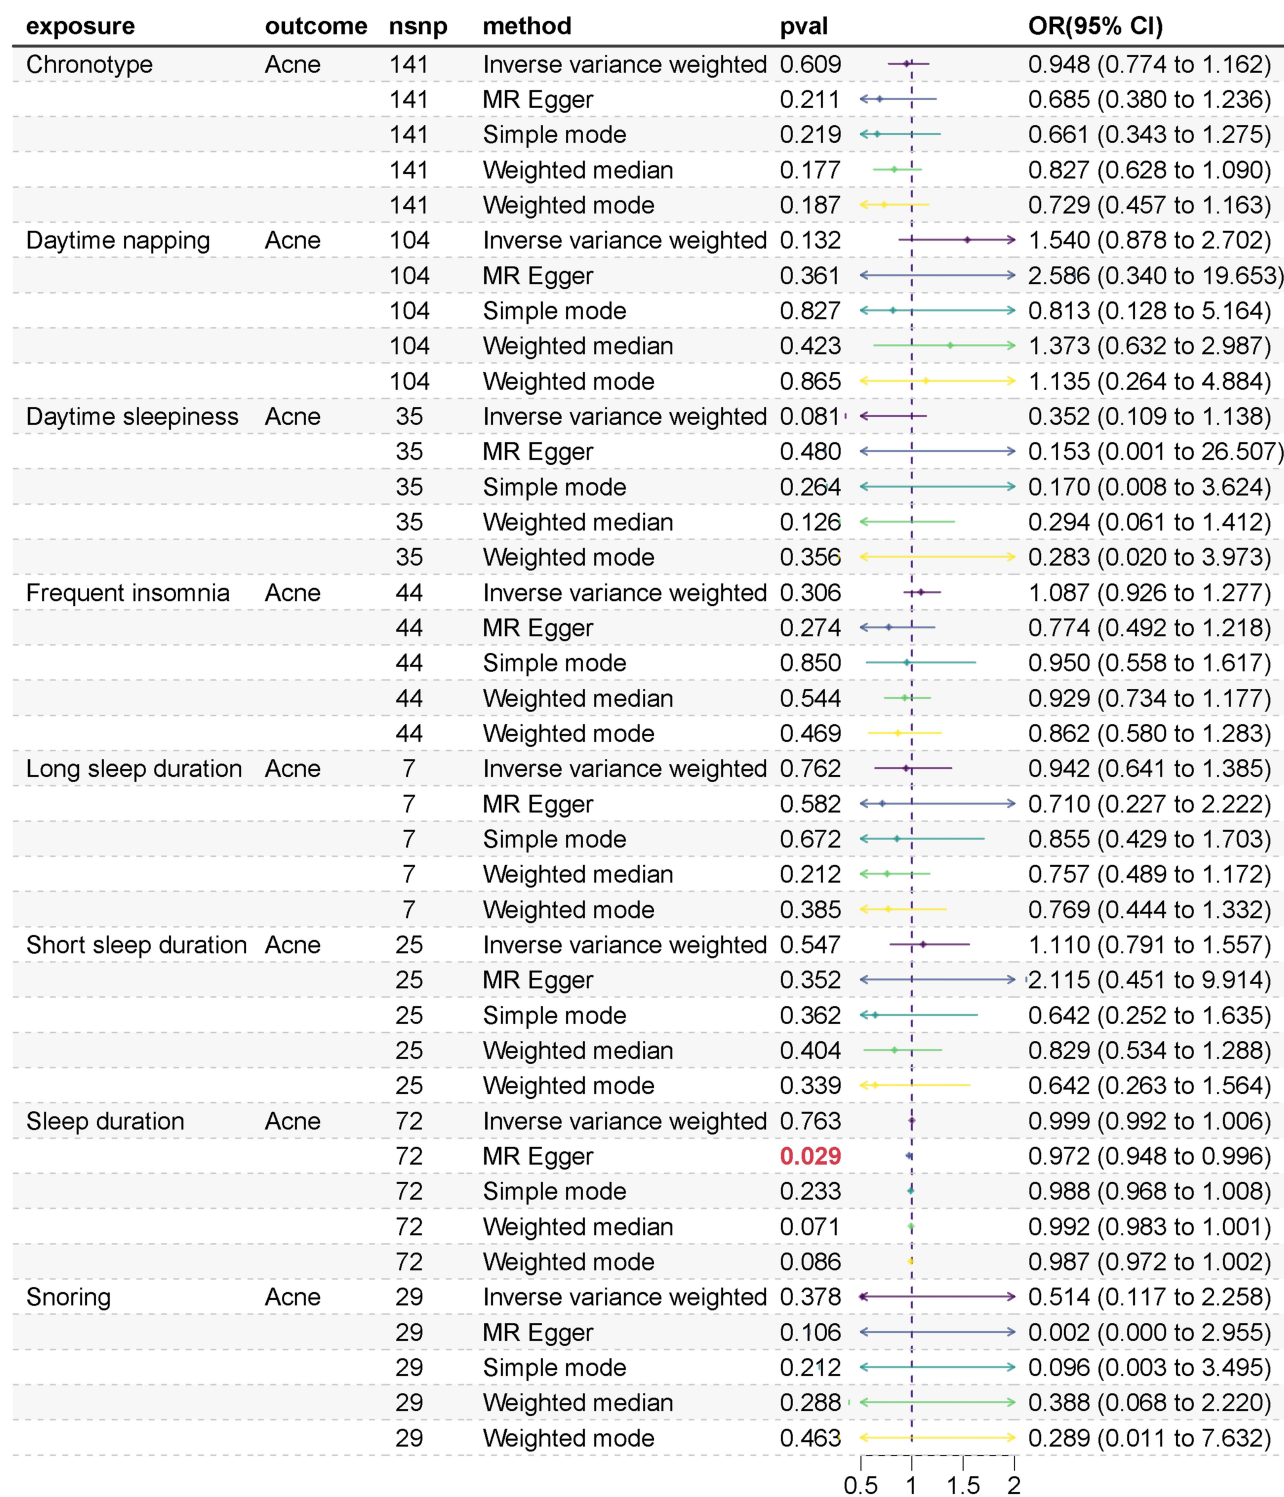 exposure outcome nsnp method pval OR(95% CI)
Chronotype Acne 141 Inverse variance weighted 0.609 0.948 (0.774 to 1.162)
141 MR Egger 0.211 0.685 (0.380 to 1.236)
141 Simple mode 0.219 0.661 (0.343 to 1.275)
141 Weighted median 0.177 0.827 (0.628 to 1.090)
141 Weighted mode 0.187 0.729 (0.457 to 1.163)
Daytime napping Acne 104 Inverse variance weighted 0.132 1.540 (0.878 to 2.702)
104 MR Egger 0.361 2.586 (0.340 to 19.653)
104 Simple mode 0.827 0.813 (0.128 to 5.164)
104 Weighted median 0.423 1.373 (0.632 to 2.987)
104 Weighted mode 0.865 1.135 (0.264 to 4.884)
Daytime sleepiness Acne 35 Inverse variance weighted 0.081 0.352 (0.109 to 1.138)
35 MR Egger 0.480 0.153 (0.001 to 26.507)
35 Simple mode 0.264 0.170 (0.008 to 3.624)
35 Weighted median 0.126 0.294 (0.061 to 1.412)
35 Weighted mode 0.356 0.283 (0.020 to 3.973)
Frequent insomnia Acne 44 Inverse variance weighted 0.306 1.087 (0.926 to 1.277)
44 MR Egger 0.274 0.774 (0.492 to 1.218)
44 Simple mode 0.850 0.950 (0.558 to 1.617)
44 Weighted median 0.544 0.929 (0.734 to 1.177)
44 Weighted mode 0.469 0.862 (0.580 to 1.283)
Long sleep duration Acne 7 Inverse variance weighted 0.762 0.942 (0.641 to 1.385)
7 MR Egger 0.582 0.710 (0.227 to 2.222)
7 Simple mode 0.672 0.855 (0.429 to 1.703)
7 Weighted median 0.212 0.757 (0.489 to 1.172)
7 Weighted mode 0.385 0.769 (0.444 to 1.332)
Short sleep duration Acne 25 Inverse variance weighted 0.547 1.110 (0.791 to 1.557)
25 MR Egger 0.352 2.115 (0.451 to 9.914)
25 Simple mode 0.362 0.642 (0.252 to 1.635)
25 Weighted median 0.404 0.829 (0.534 to 1.288)
25 Weighted mode 0.339 0.642 (0.263 to 1.564)
Sleep duration Acne 72 Inverse variance weighted 0.763 0.999 (0.992 to 1.006)
72 MR Egger 0.029 0.972 (0.948 to 0.996)
72 Simple mode 0.233 0.988 (0.968 to 1.008)
72 Weighted median 0.071 0.992 (0.983 to 1.001)
72 Weighted mode 0.086 0.987 (0.972 to 1.002)
Snoring Acne 29 Inverse variance weighted 0.378 0.514 (0.117 to 2.258)
29 MR Egger 0.106 0.002 (0.000 to 2.955)
29 Simple mode 0.212 0.096 (0.003 to 3.495)
29 Weighted median 0.288 0.388 (0.068 to 2.220)
29 Weighted mode 0.463 0.289 (0.011 to 7.632)
0.5 1 1.5 2